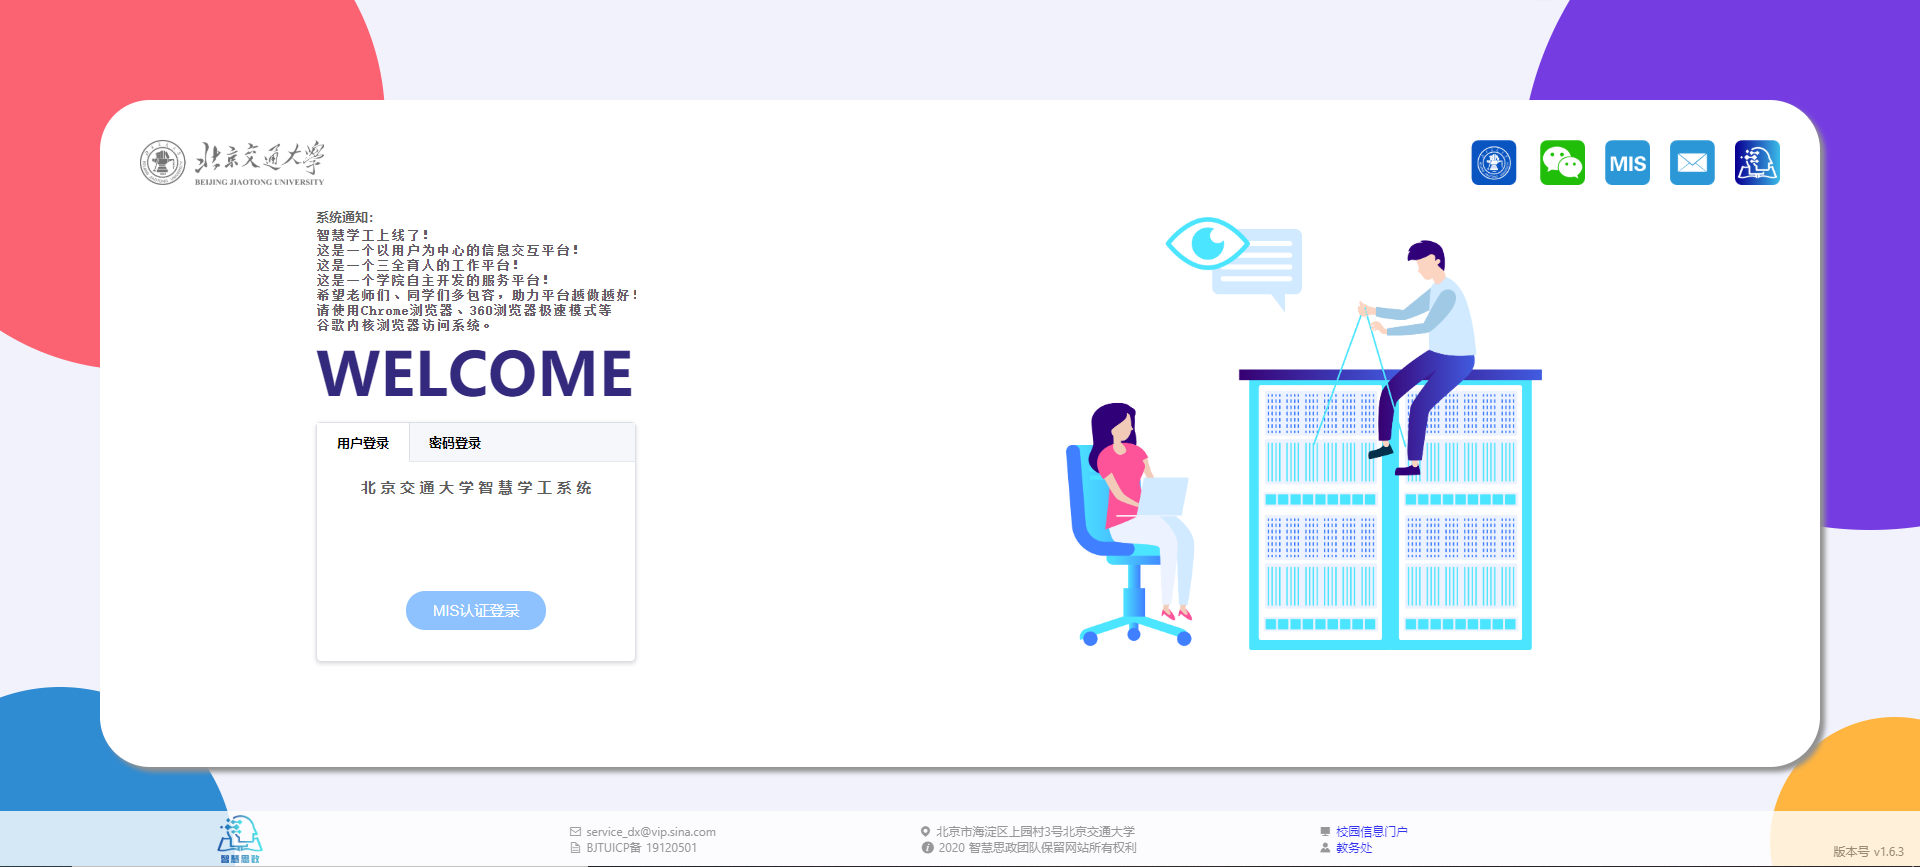 北京交通大学
BEIJING JIAOTONG UNIVERSITY
MIS
系统通知:
智慧学工上线了!
这是一个以用户为中心的信息交互平台!
这是一个三全育人的工作平台!
这是一个学院自主开发的服务平台!
希望老师们、同学们多包容，助力平台越做越好!
请使用Chrome浏览器、360浏览器极速模式等
谷歌内核浏览器访问系统。
WELCOME
用户登录 密码登录
北京交通大学智慧学工系统
MIS认证登录
智慧思政
service_dx@vip.sina.com
BJTUICP备 19120501
北京市海淀区上园村3号北京交通大学
2020 智慧思政团队保留网站所有权利
校园信息门户
教务处
版本号 v1.6.3